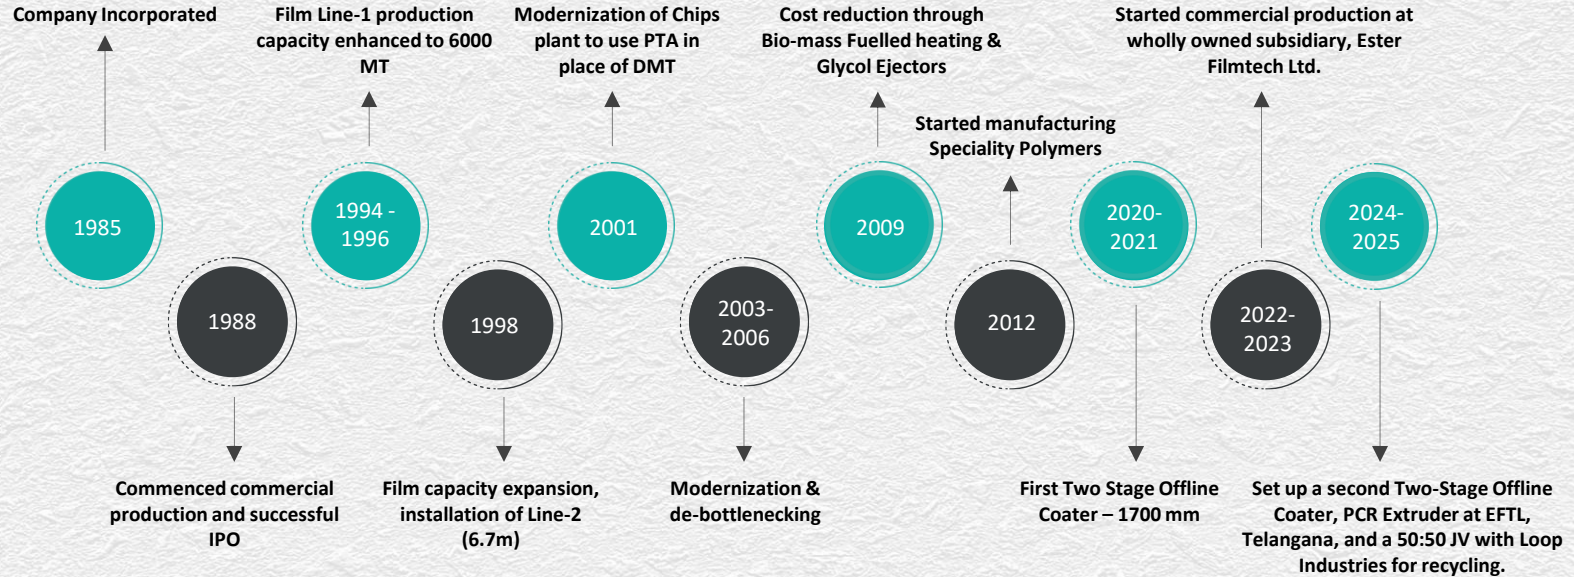 Company Incorporated
Film Line-1 production
capacity enhanced to 6000
MT
Modernization of Chips
plant to use PTA in
place of DMT
Cost reduction through
Bio-mass Fuelled heating &
Glycol Ejectors
Started manufacturing
Speciality Polymers
Started commercial production at
wholly owned subsidiary, Ester
Filmtech Ltd.
1985
1994 -
1996
2001
2009
2020-
2021
2024-
2025
1988
1998
2003-
2006
2012
2022-
2023
Commenced commercial
production and successful
IPO
Film capacity expansion,
installation of Line-2
(6.7m)
Modernization &
de-bottlenecking
First Two Stage Offline
Coater – 1700 mm
Set up a second Two-Stage Offline
Coater, PCR Extruder at EFTL,
Telangana, and a 50:50 JV with Loop
Industries for recycling.